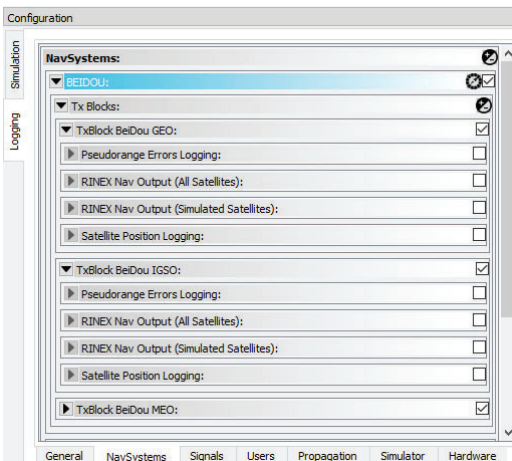 Configuration
Simulation
Logging
NavSystems:
BEIDOU:
Tx Blocks:
TxBlock BeiDou GEO:
Pseudorange Errors Logging:
RINEX Nav Output (All Satellites):
RINEX Nav Output (Simulated Satellites):
Satellite Position Logging:
TxBlock BeiDou IGSO:
Pseudorange Errors Logging:
RINEX Nav Output (All Satellites):
RINEX Nav Output (Simulated Satellites):
Satellite Position Logging:
TxBlock BeiDou MEO:
General NavSystems Signals Users Propagation Simulator Hardware